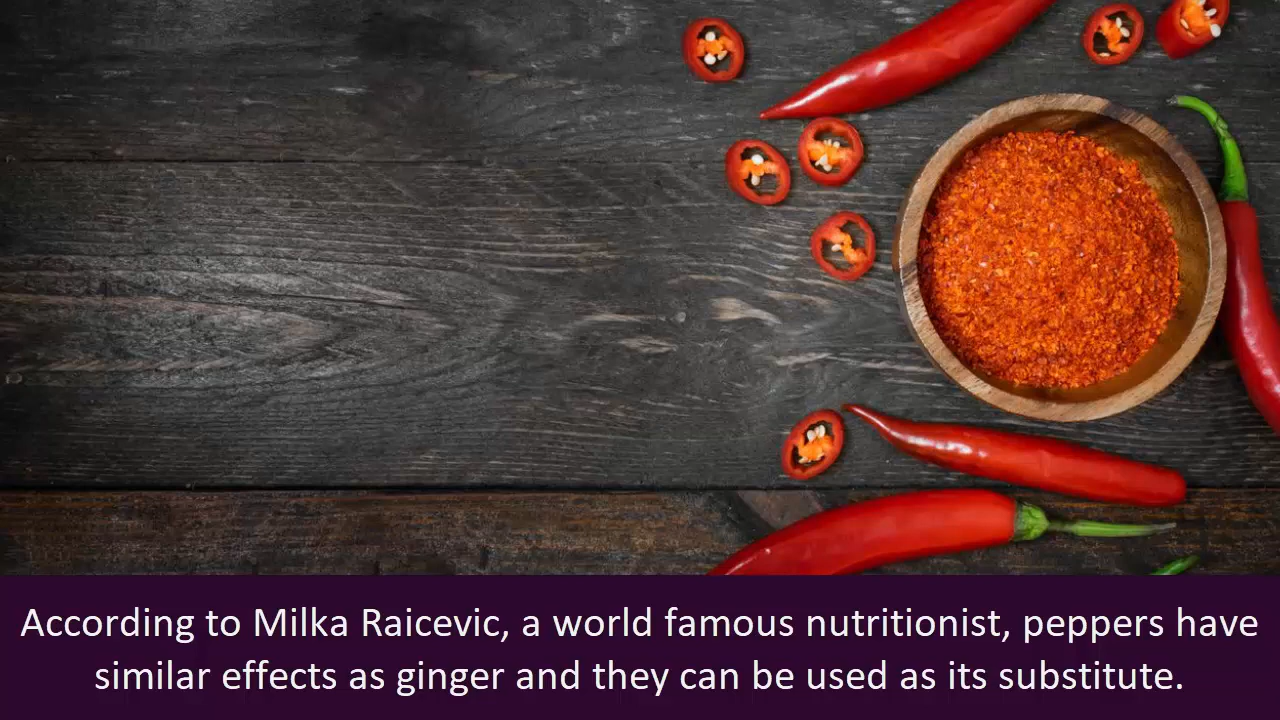 According to Milka Raicevic, a world famous nutritionist, peppers have
similar effects as ginger and they can be used as its substitute.